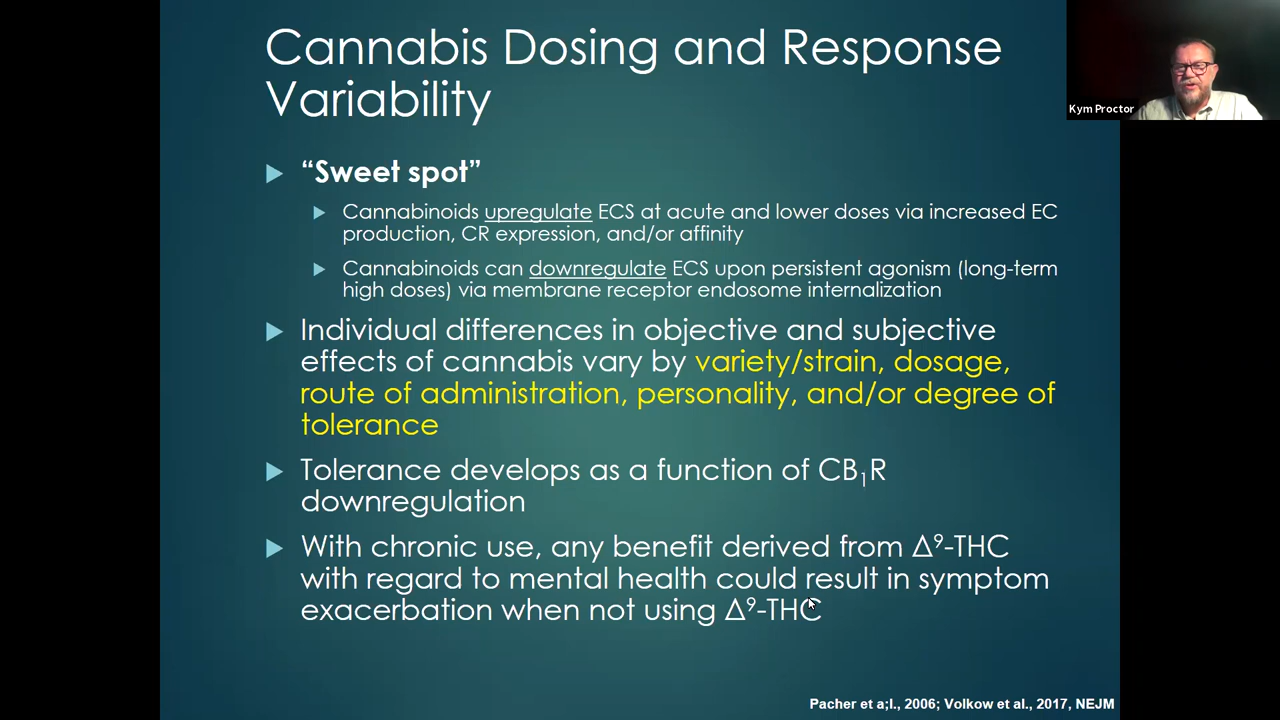 Cannabis Dosing and Response
Variability
Kym Proctor
“Sweet spot”
Cannabinoids upregulate ECS at acute and lower doses via increased EC
production, CR expression, and/or affinity
Cannabinoids can downregulate ECS upon persistent agonism (long-term
high doses) via membrane receptor endosome internalization
Individual differences in objective and subjective
effects of cannabis vary by variety/strain, dosage,
route of administration, personality, and/or degree of
tolerance
Tolerance develops as a function of CB₁R
downregulation
With chronic use, any benefit derived from Δ⁹-THC
with regard to mental health could result in symptom
exacerbation when not using Δ⁹-THC
Pacher et a;l., 2006; Volkow et al., 2017, NEJM